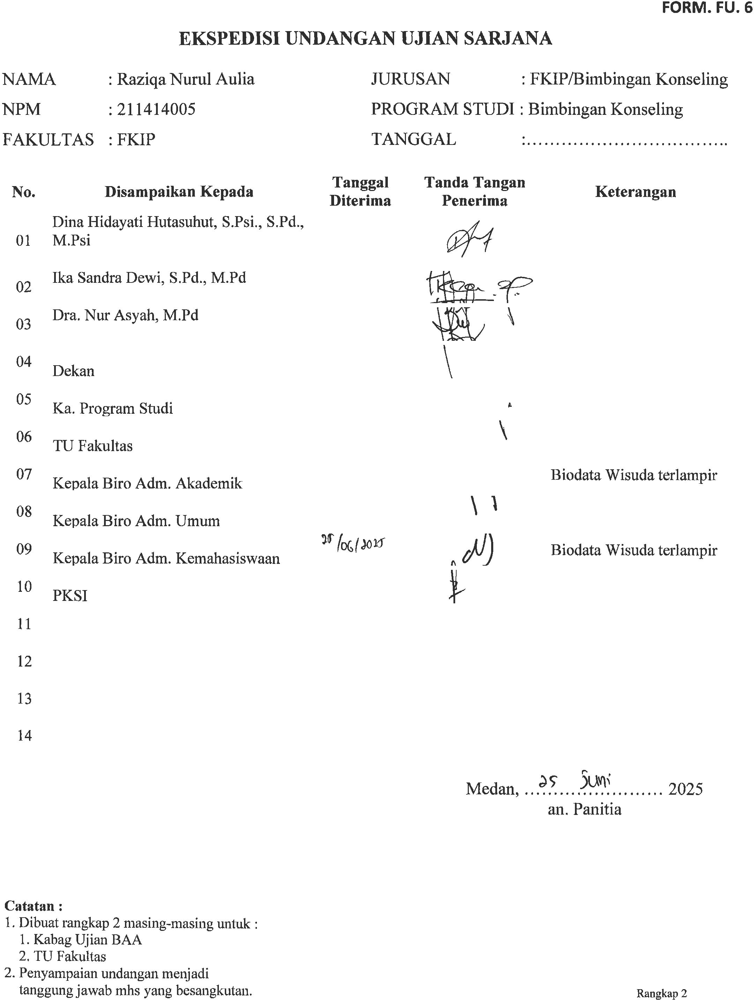 FORM. FU. 6
EKSPEDISI UNDANGAN UJIAN SARJANA
NAMA : Raziqa Nurul Aulia JURUSAN : FKIP/Bimbingan Konseling
NPM : 211414005 PROGRAM STUDI : Bimbingan Konseling
FAKULTAS : FKIP TANGGAL :...................................
No. Disampaikan Kepada Tanggal Diterima Tanda Tangan Penerima Keterangan
Dina Hidayati Hutasuhut, S.Psi., S.Pd.,
01 M.Psi
02 Ika Sandra Dewi, S.Pd., M.Pd
03 Dra. Nur Asyah, M.Pd
04 Dekan
05 Ka. Program Studi
06 TU Fakultas
07 Kepala Biro Adm. Akademik Biodata Wisuda terlampir
08 Kepala Biro Adm. Umum
09 Kepala Biro Adm. Kemahasiswaan 25/06/2025 Biodata Wisuda terlampir
10 PKSI
11
12
13
14
Medan, 25 Juni 2025
an. Panitia
Catatan :
1. Dibuat rangkap 2 masing-masing untuk :
1. Kabag Ujian BAA
2. TU Fakultas
2. Penyampaian undangan menjadi
tanggung jawab mhs yang besangkutan.
Rangkap 2